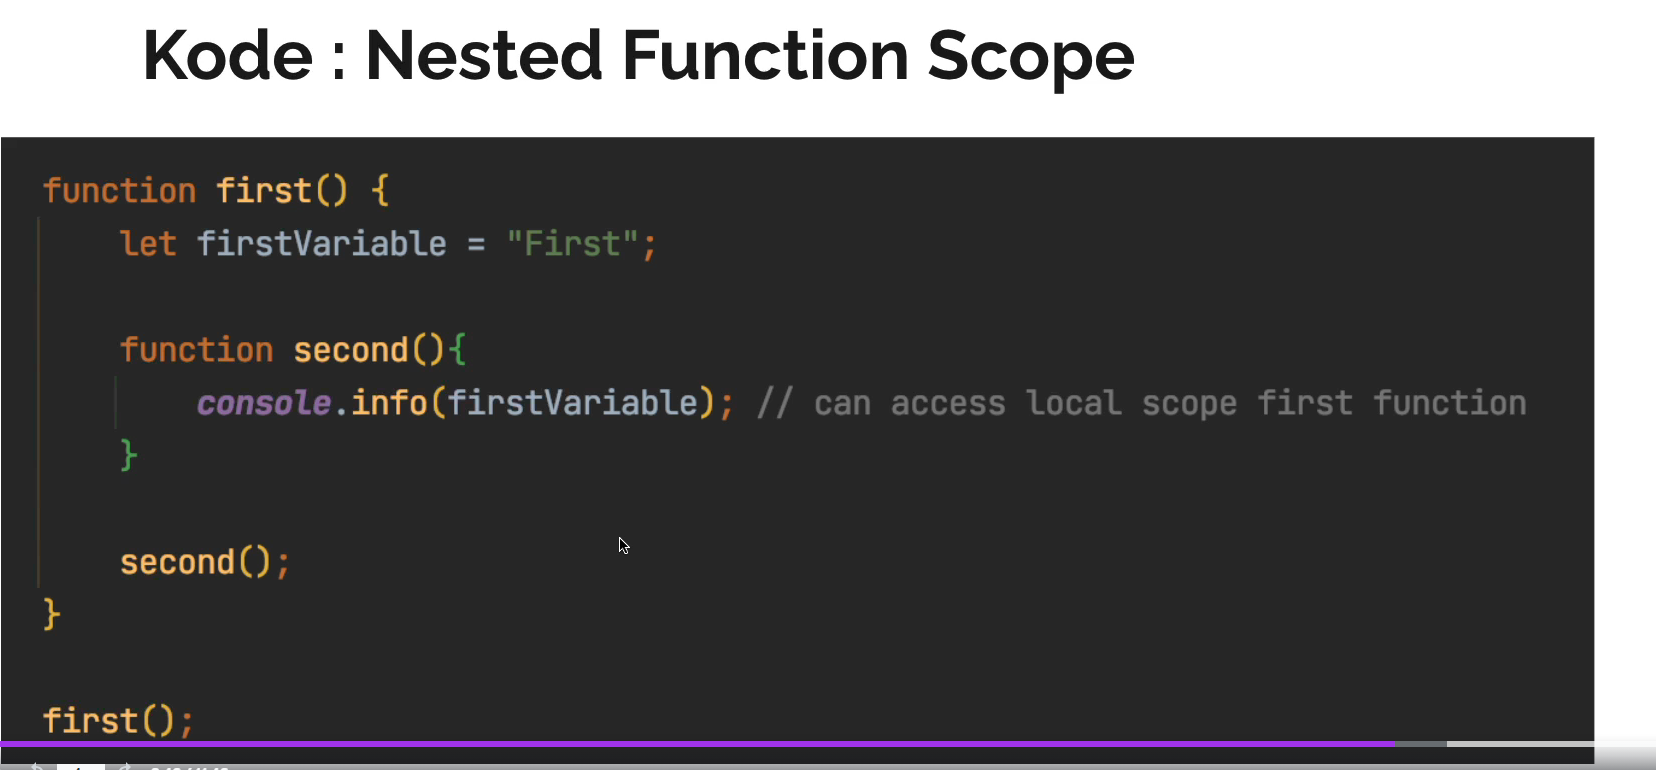 Kode : Nested Function Scope
function first() {
let firstVariable = "First";
function second(){
console.info(firstVariable); // can access local scope first function
}
second();
}
first();